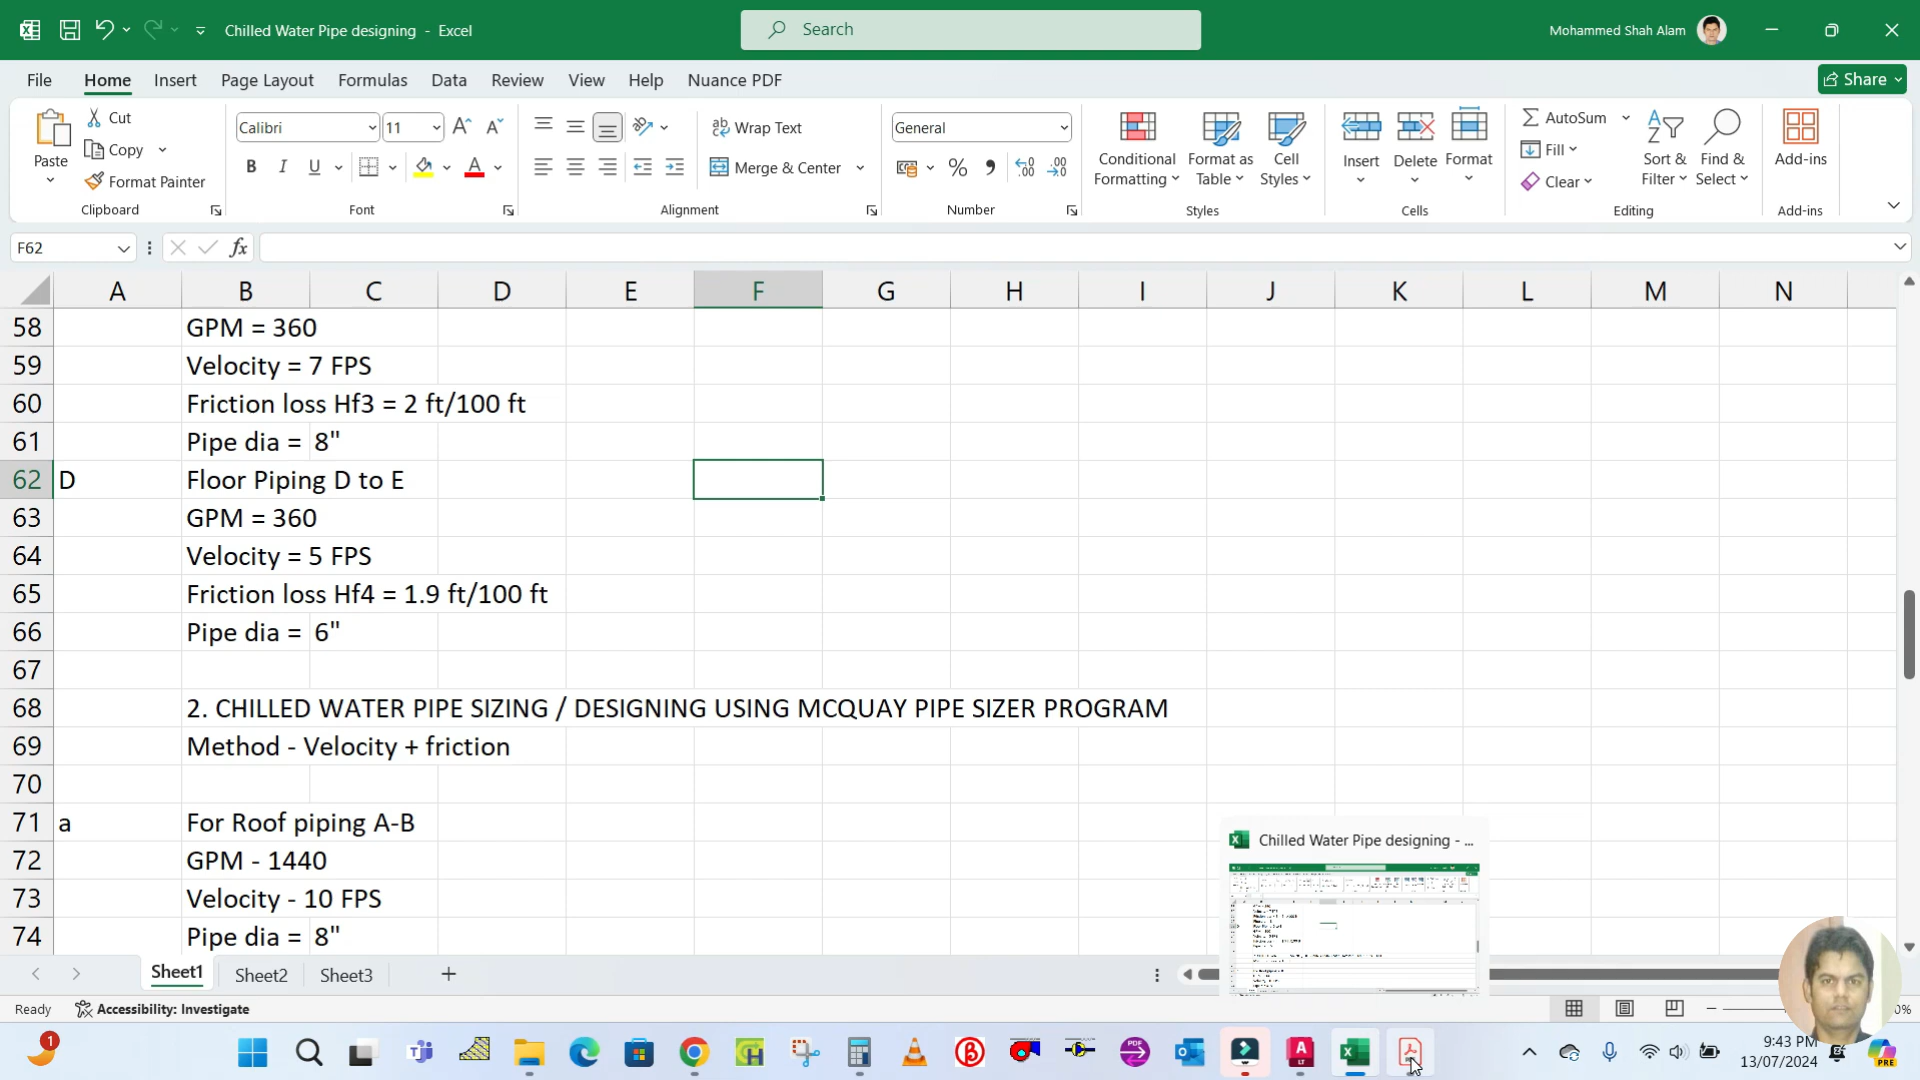 Chilled Water Pipe designing - Excel
Search
Mohammed Shah Alam
File Home Insert Page Layout Formulas Data Review View Help Nuance PDF
Share
Paste
Cut
Copy
Format Painter
Clipboard
Calibri 11
B I U
Font
Wrap Text
Merge & Center
Alignment
General
Number
Conditional Formatting
Format as Table
Cell Styles
Styles
Insert
Delete
Format
Cells
AutoSum
Fill
Clear
Sort & Filter
Find & Select
Editing
Add-ins
Add-ins
F62
fx
A B C D E F G H I J K L M N
58 GPM = 360
59 Velocity = 7 FPS
60 Friction loss Hf3 = 2 ft/100 ft
61 Pipe dia = 8"
62 D Floor Piping D to E
63 GPM = 360
64 Velocity = 5 FPS
65 Friction loss Hf4 = 1.9 ft/100 ft
66 Pipe dia = 6"
67
68 2. CHILLED WATER PIPE SIZING / DESIGNING USING MCQUAY PIPE SIZER PROGRAM
69 Method - Velocity + friction
70
71 a For Roof piping A-B
72 GPM - 1440
73 Velocity - 10 FPS
74 Pipe dia = 8"
Chilled Water Pipe designing - ...
Sheet1 Sheet2 Sheet3
Ready
Accessibility: Investigate
9:43 PM
13/07/2024